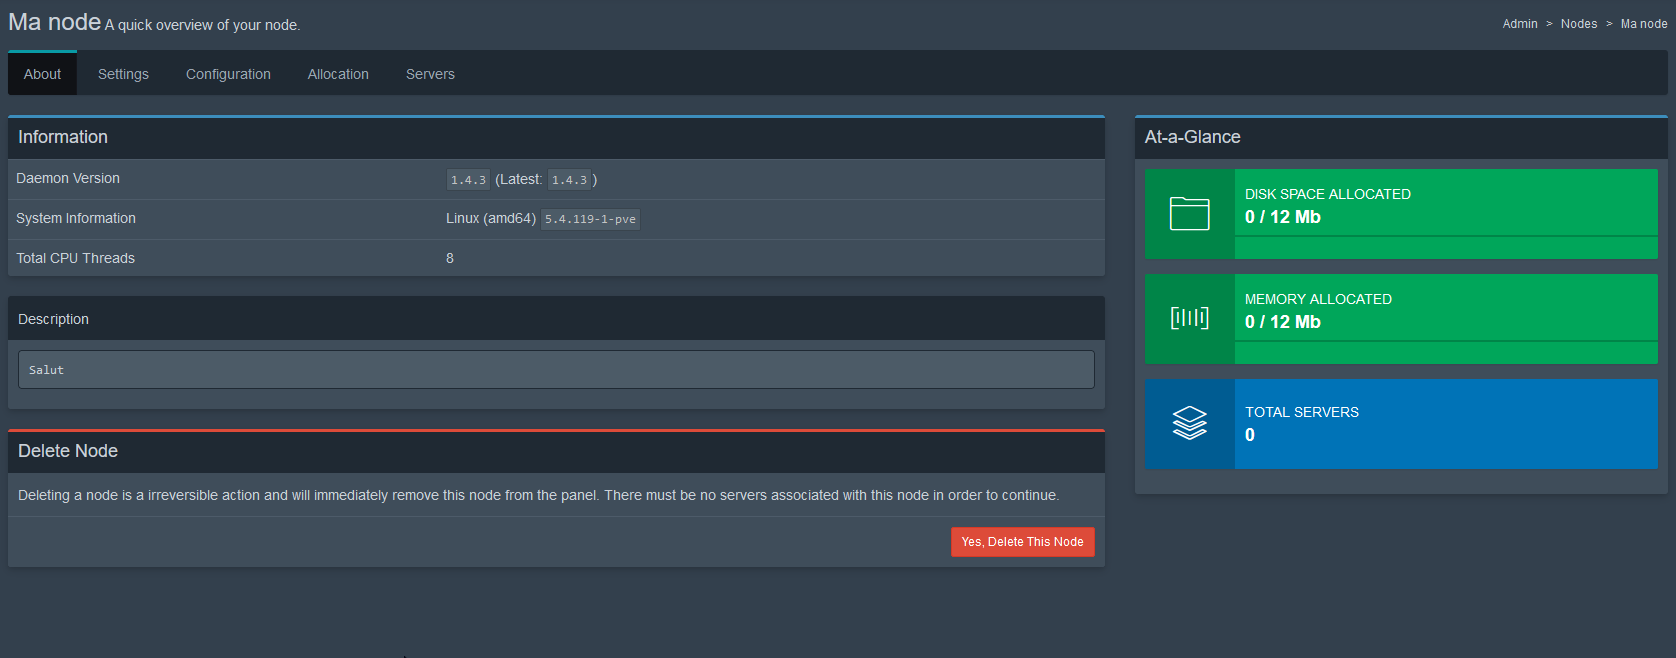 Ma node A quick overview of your node.
Admin > Nodes > Ma node
About Settings Configuration Allocation Servers
Information
Daemon Version 1.4.3 (Latest: 1.4.3)
System Information Linux (amd64) 5.4.119-1-pve
Total CPU Threads 8
Description
Salut
Delete Node
Deleting a node is a irreversible action and will immediately remove this node from the panel. There must be no servers associated with this node in order to continue.
Yes, Delete This Node
At-a-Glance
DISK SPACE ALLOCATED
0 / 12 Mb
MEMORY ALLOCATED
0 / 12 Mb
TOTAL SERVERS
0